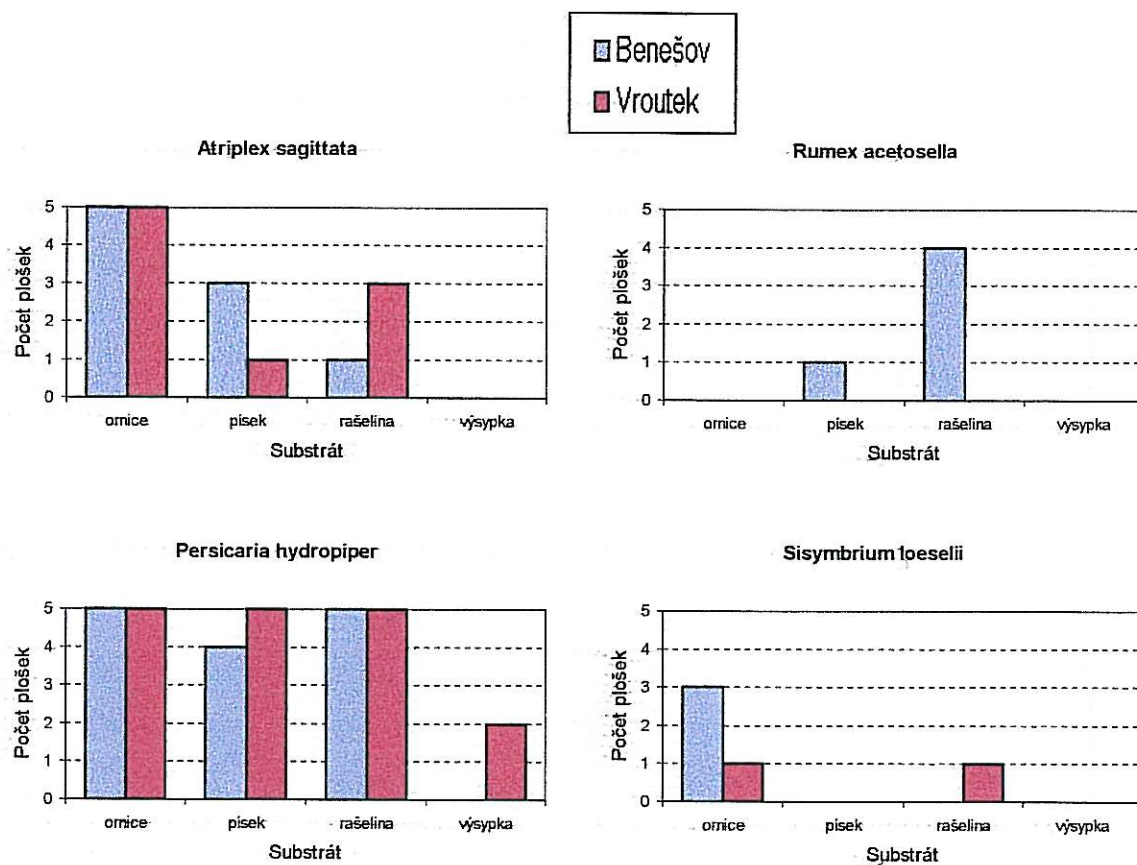 Benešov
Vroutek
Atriplex sagittata
Počet plošek
5
4
3
2
1
0
ornice písek rašelina výsypka
Substrát
Rumex acetosella
Počet plošek
5
4
3
2
1
0
ornice písek rašelina výsypka
Substrát
Persicaria hydropiper
Počet plošek
5
4
3
2
1
0
ornice písek rašelina výsypka
Substrát
Sisymbrium loeselii
Počet plošek
5
4
3
2
1
0
ornice písek rašelina výsypka
Substrát